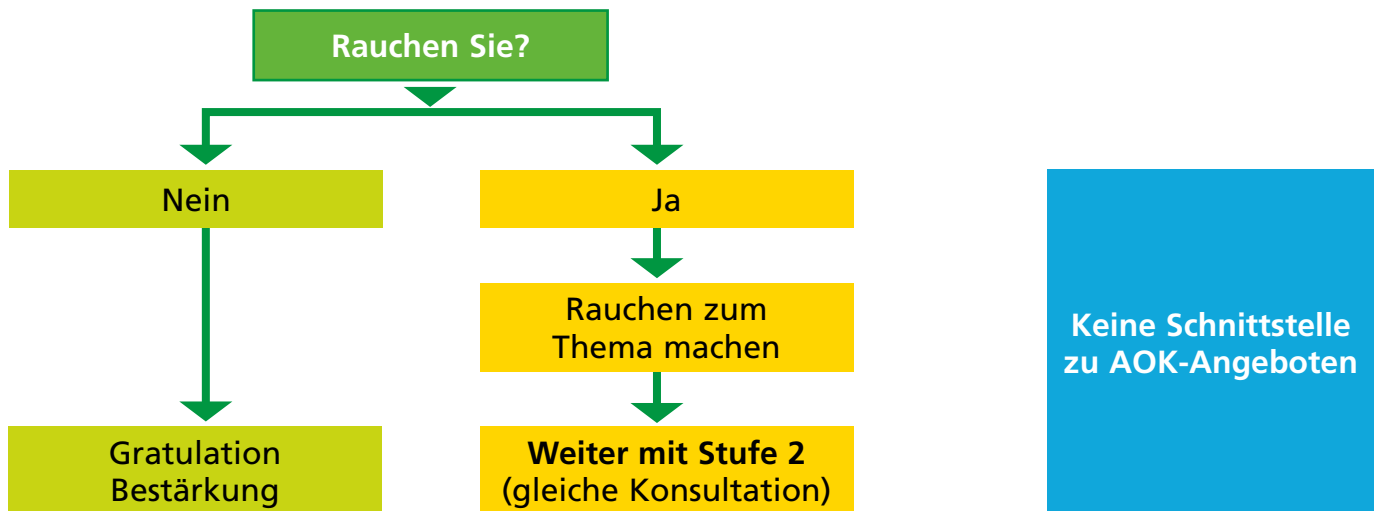 Rauchen Sie?
Nein
Ja
Rauchen zum
Thema machen
Keine Schnittstelle
zu AOK-Angeboten
Gratulation
Bestärkung
Weiter mit Stufe 2
(gleiche Konsultation)